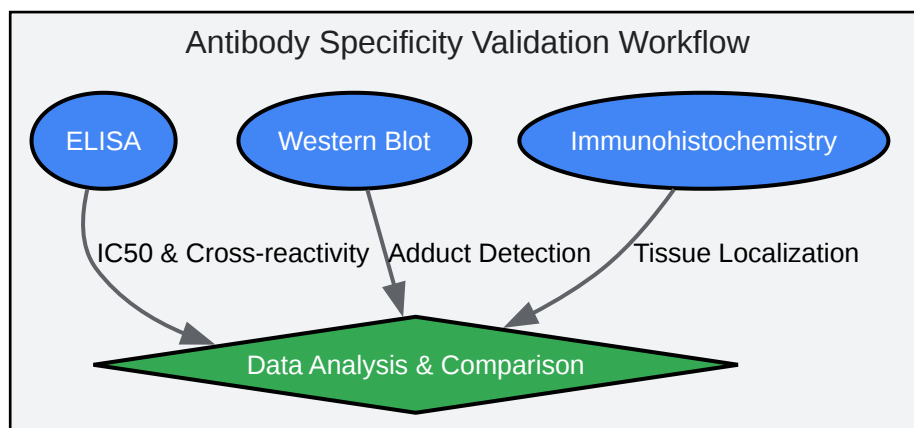 Antibody Specificity Validation Workflow
ELISA
Western Blot
Immunohistochemistry
IC50 & Cross-reactivity
Adduct Detection
Tissue Localization
Data Analysis & Comparison